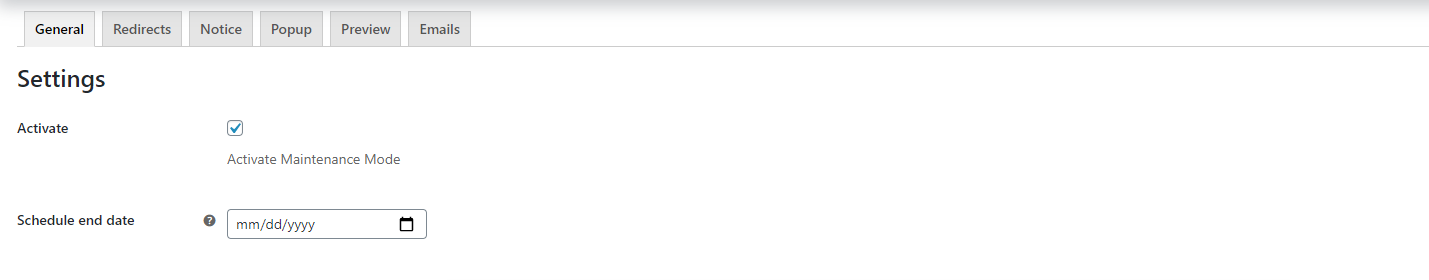 General Redirects Notice Popup Preview Emails
Settings
Activate
Activate Maintenance Mode
Schedule end date ? mm/dd/yyyy